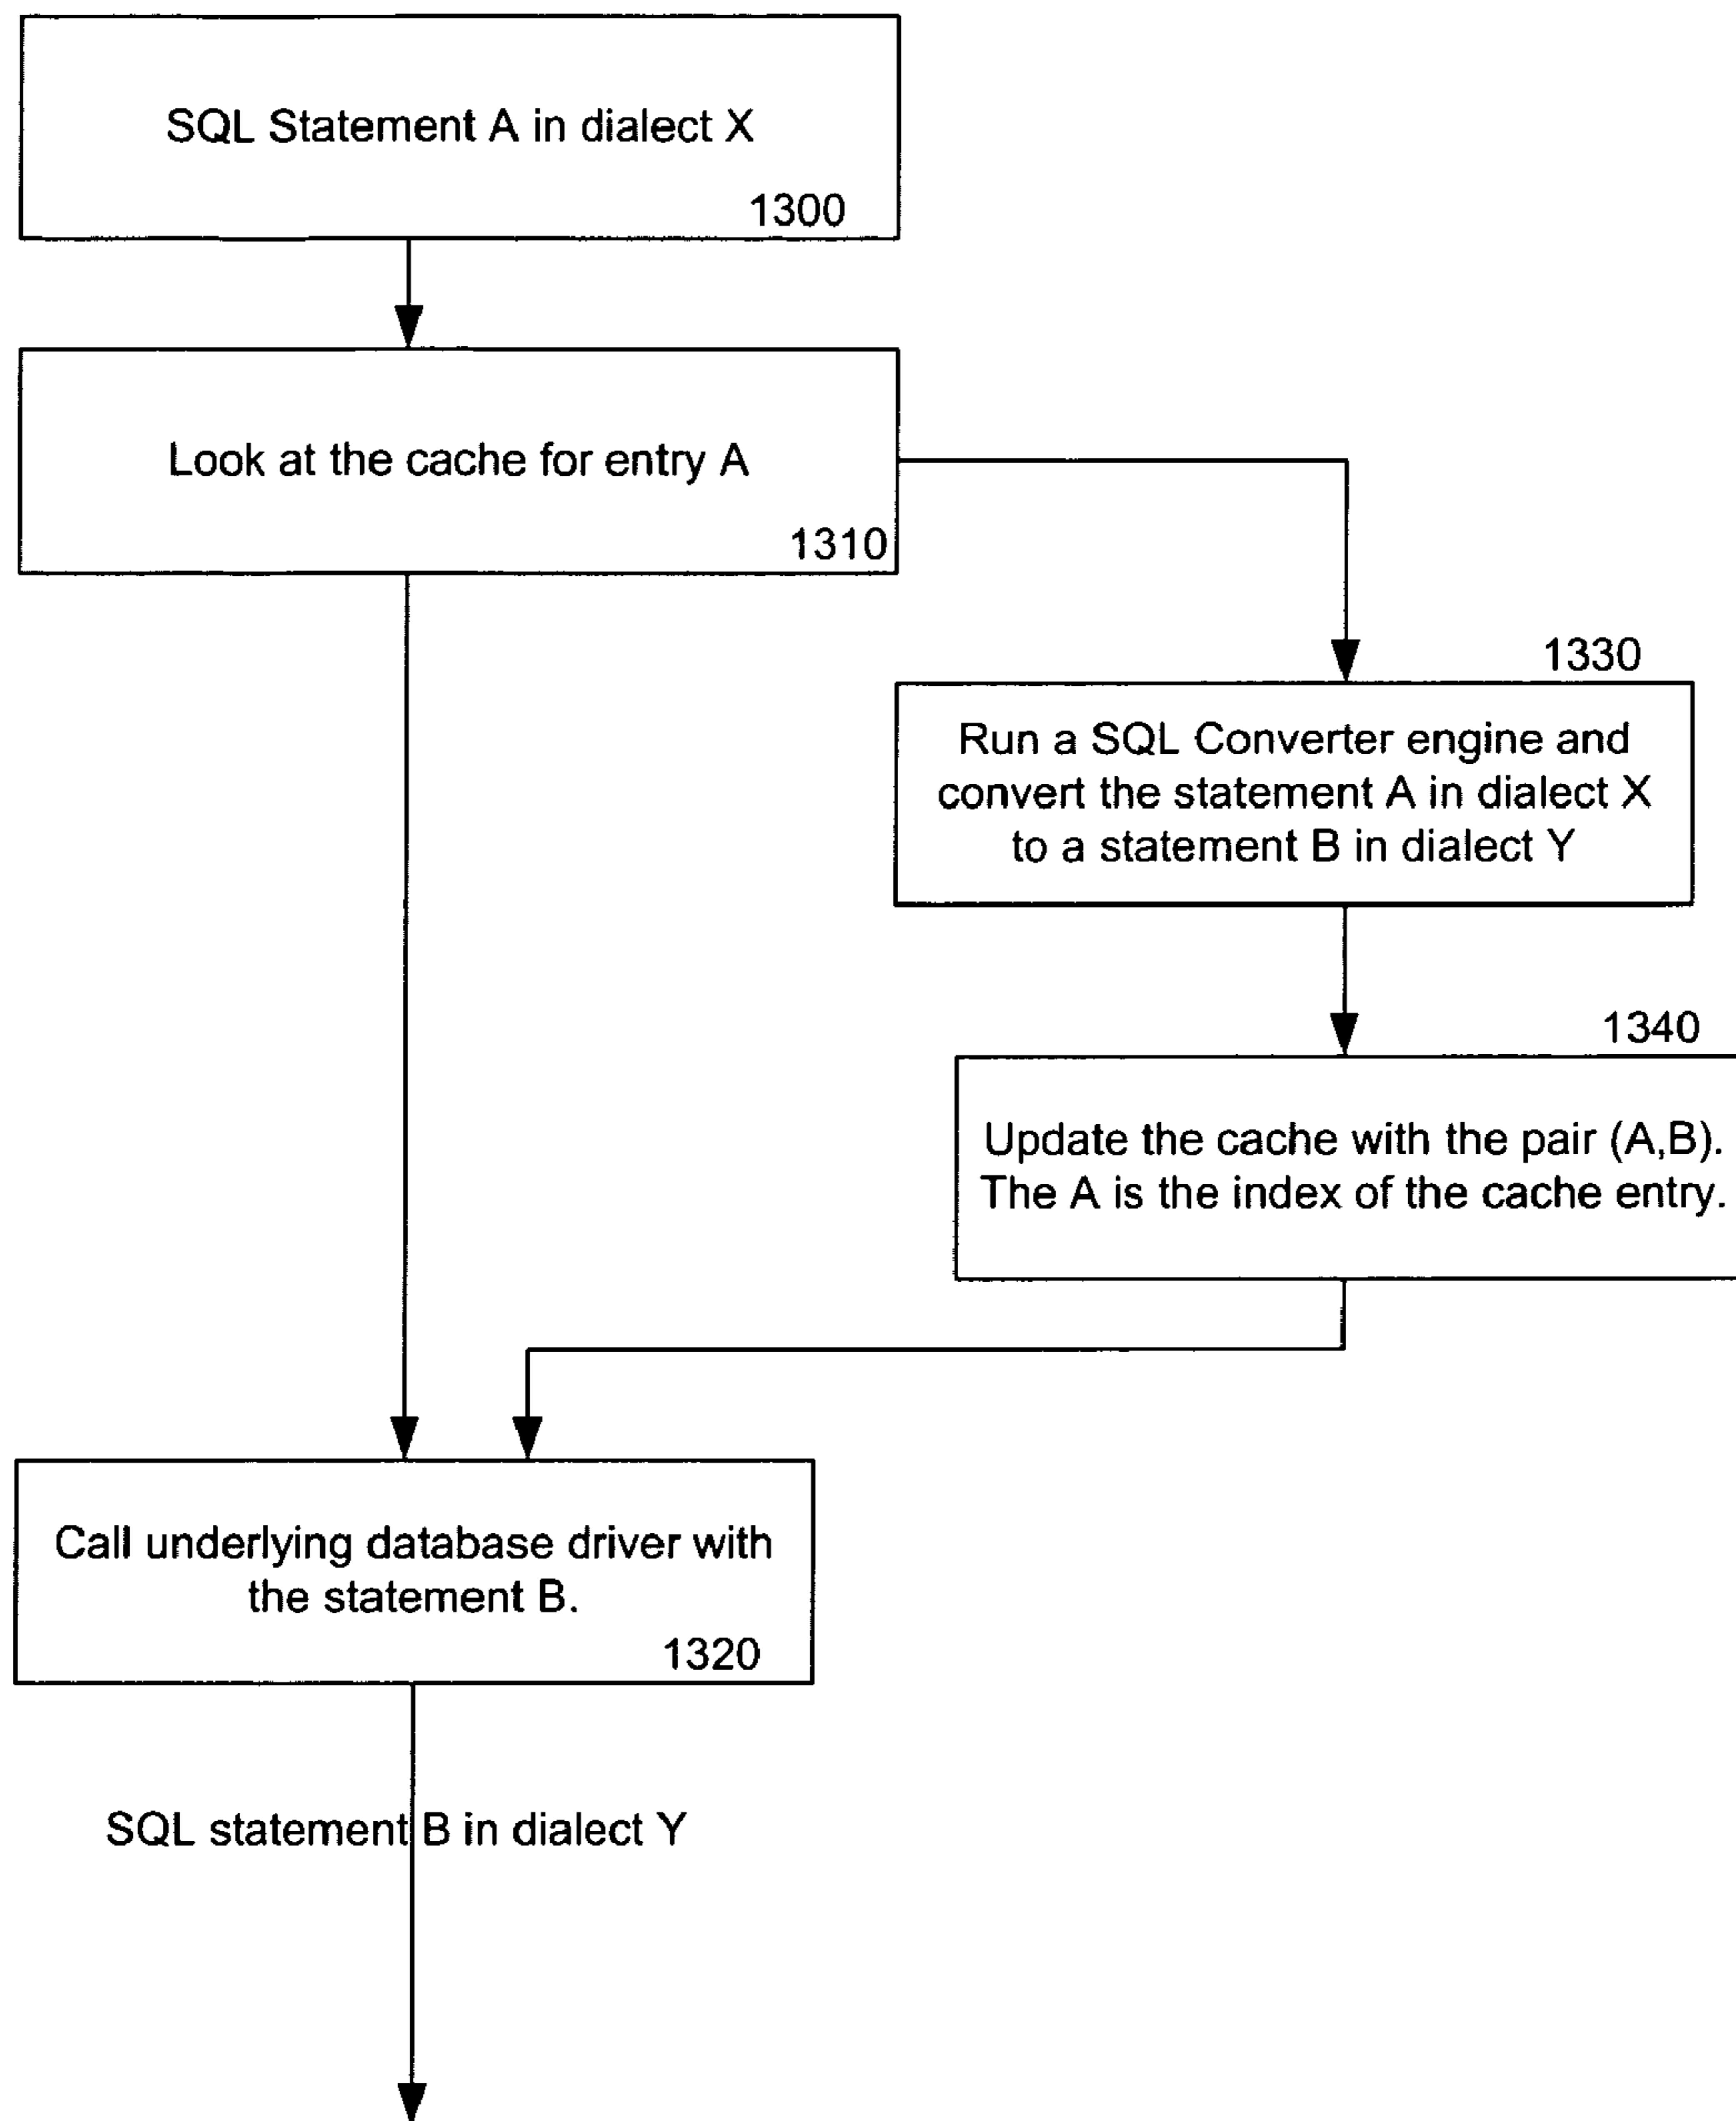 SQL Statement A in dialect X
1300
Look at the cache for entry A
1310
1330
Run a SQL Converter engine and
convert the statement A in dialect X
to a statement B in dialect Y
1340
Update the cache with the pair (A,B).
The A is the index of the cache entry.
Call underlying database driver with
the statement B.
1320
SQL statement B in dialect Y